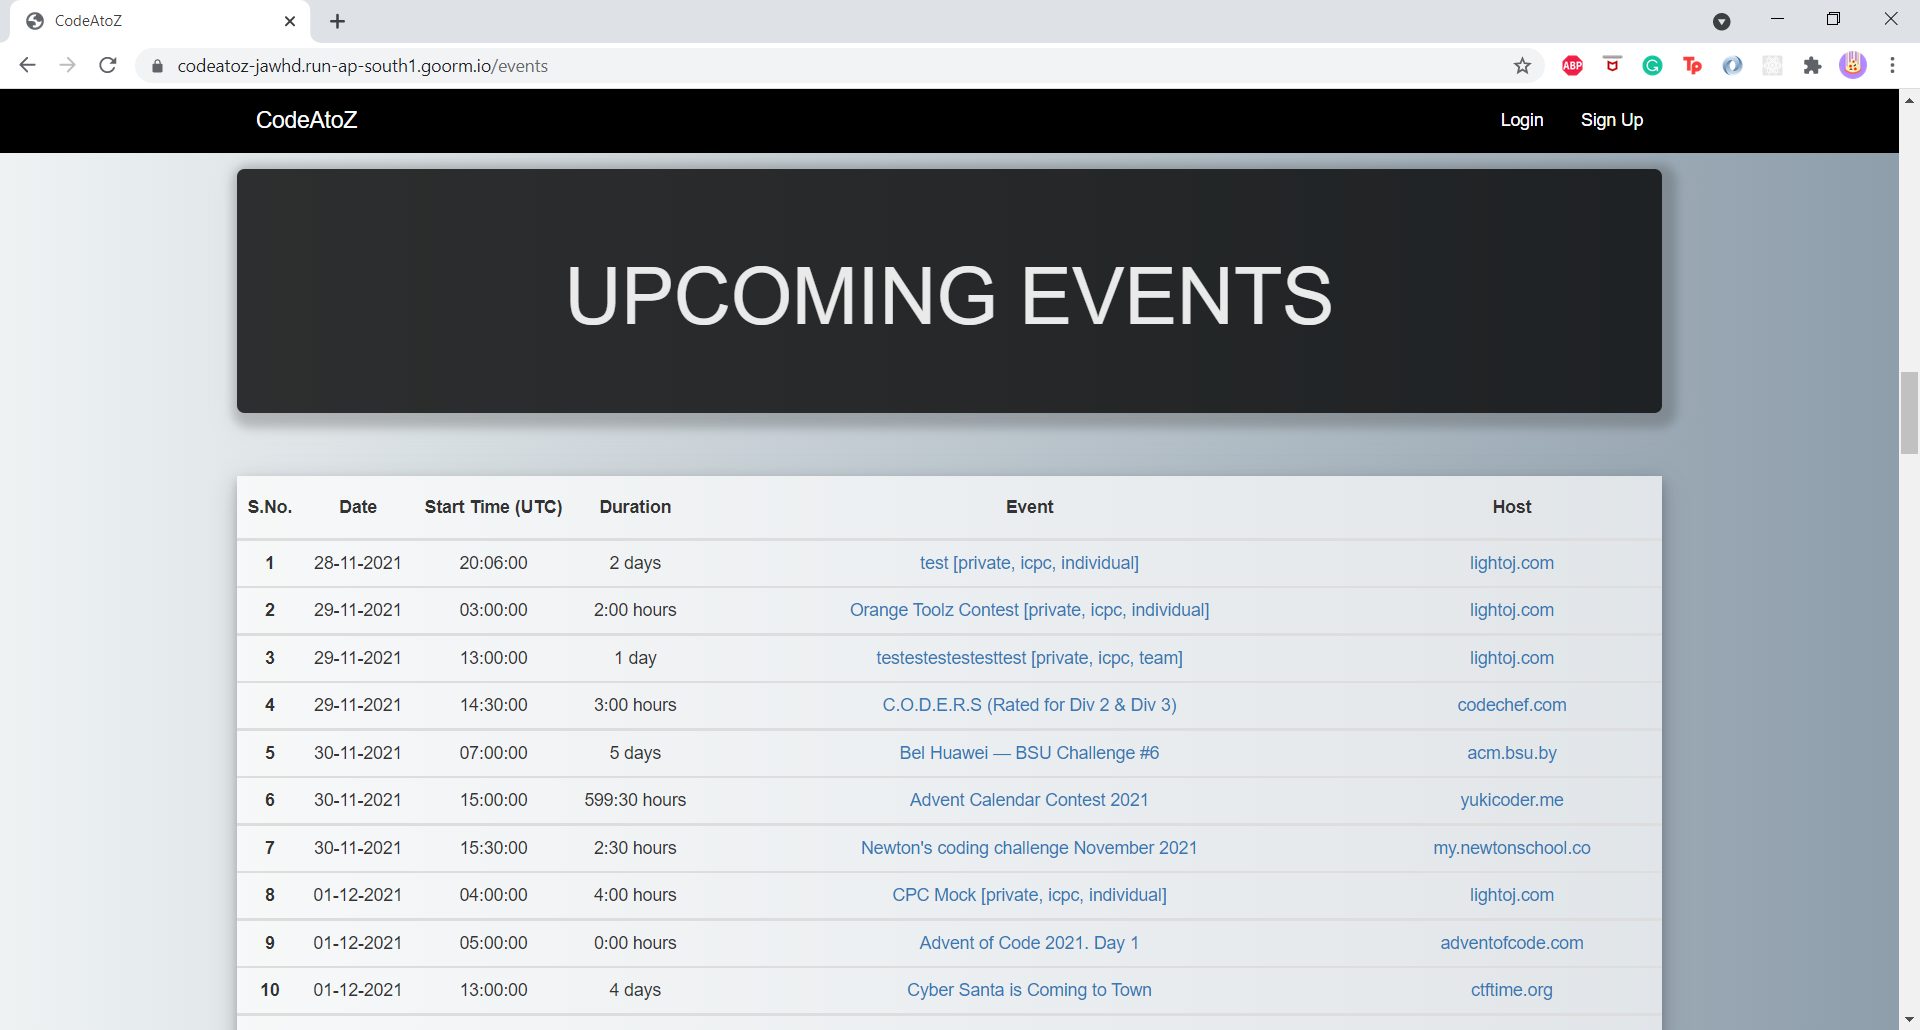 CodeAtoZ
codeatoz-jawhd.run-ap-south1.goorm.io/events
ABP
G
Tp
CodeAtoZ Login Sign Up
UPCOMING EVENTS
S.No. Date Start Time (UTC) Duration Event Host
1 28-11-2021 20:06:00 2 days test [private, icpc, individual] lightoj.com
2 29-11-2021 03:00:00 2:00 hours Orange Toolz Contest [private, icpc, individual] lightoj.com
3 29-11-2021 13:00:00 1 day testestestestesttest [private, icpc, team] lightoj.com
4 29-11-2021 14:30:00 3:00 hours C.O.D.E.R.S (Rated for Div 2 & Div 3) codechef.com
5 30-11-2021 07:00:00 5 days Bel Huawei — BSU Challenge #6 acm.bsu.by
6 30-11-2021 15:00:00 599:30 hours Advent Calendar Contest 2021 yukicoder.me
7 30-11-2021 15:30:00 2:30 hours Newton's coding challenge November 2021 my.newtonschool.co
8 01-12-2021 04:00:00 4:00 hours CPC Mock [private, icpc, individual] lightoj.com
9 01-12-2021 05:00:00 0:00 hours Advent of Code 2021. Day 1 adventofcode.com
10 01-12-2021 13:00:00 4 days Cyber Santa is Coming to Town ctftime.org